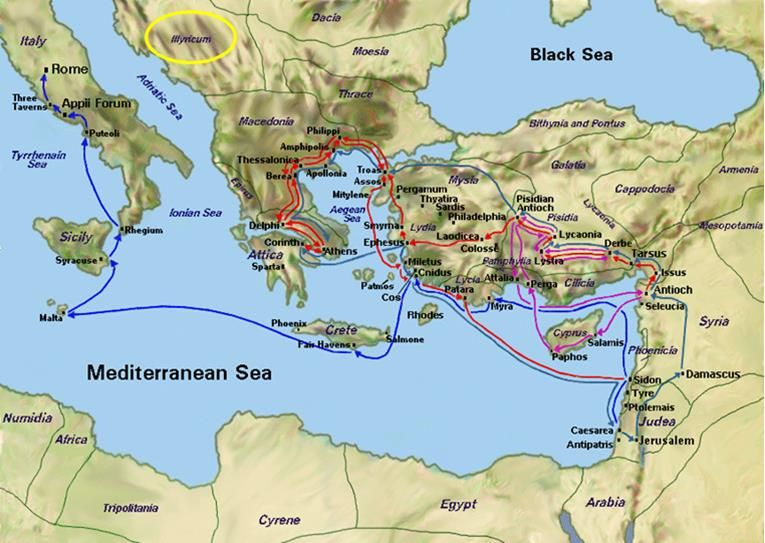 Dacia
Italy
Illyricum
Moesia
Black Sea
Rome
Adriatic Sea
Three
Taverns
Appii Forum
Thrace
Puteoli
Macedonia
Philippi
Bithynia and Pontus
Amphipolis
Tyrrhenain
Sea
Thessalonica
Apollonia
Berea
Troas
Assos
Mysia
Galatia
Armenia
Epirus
Mitylene
Pergamum
Cappodocia
Aegean
Sea
Thyatira
Sardis
Philadelphia
Pisidian
Antioch
Pisidia
Lycaenia
Ionian Sea
Delphi
Smyrna
Lydia
Mesopotamia
Sicily
Rhegium
Corinth
Athens
Ephesus
Laodicea
Colosse
Lycaonia
Lystra
Derbe
Tarsus
Attica
Sparta
Syracuse
Miletus
Cnidus
Pamphylia
Lycia
Attalia
Perga
Cilicia
Issus
Antioch
Seleucia
Patmos
Cos
Patara
Myra
Malta
Phoenix
Crete
Rhodes
Salmone
Fair Havens
Cyprus
Salamis
Paphos
Syria
Phoenicia
Mediterranean Sea
Sidon
Damascus
Tyre
Ptolemais
Judea
Numidia
Africa
Caesarea
Antipatris
Jerusalem
Tripolitania
Cyrene
Egypt
Arabia